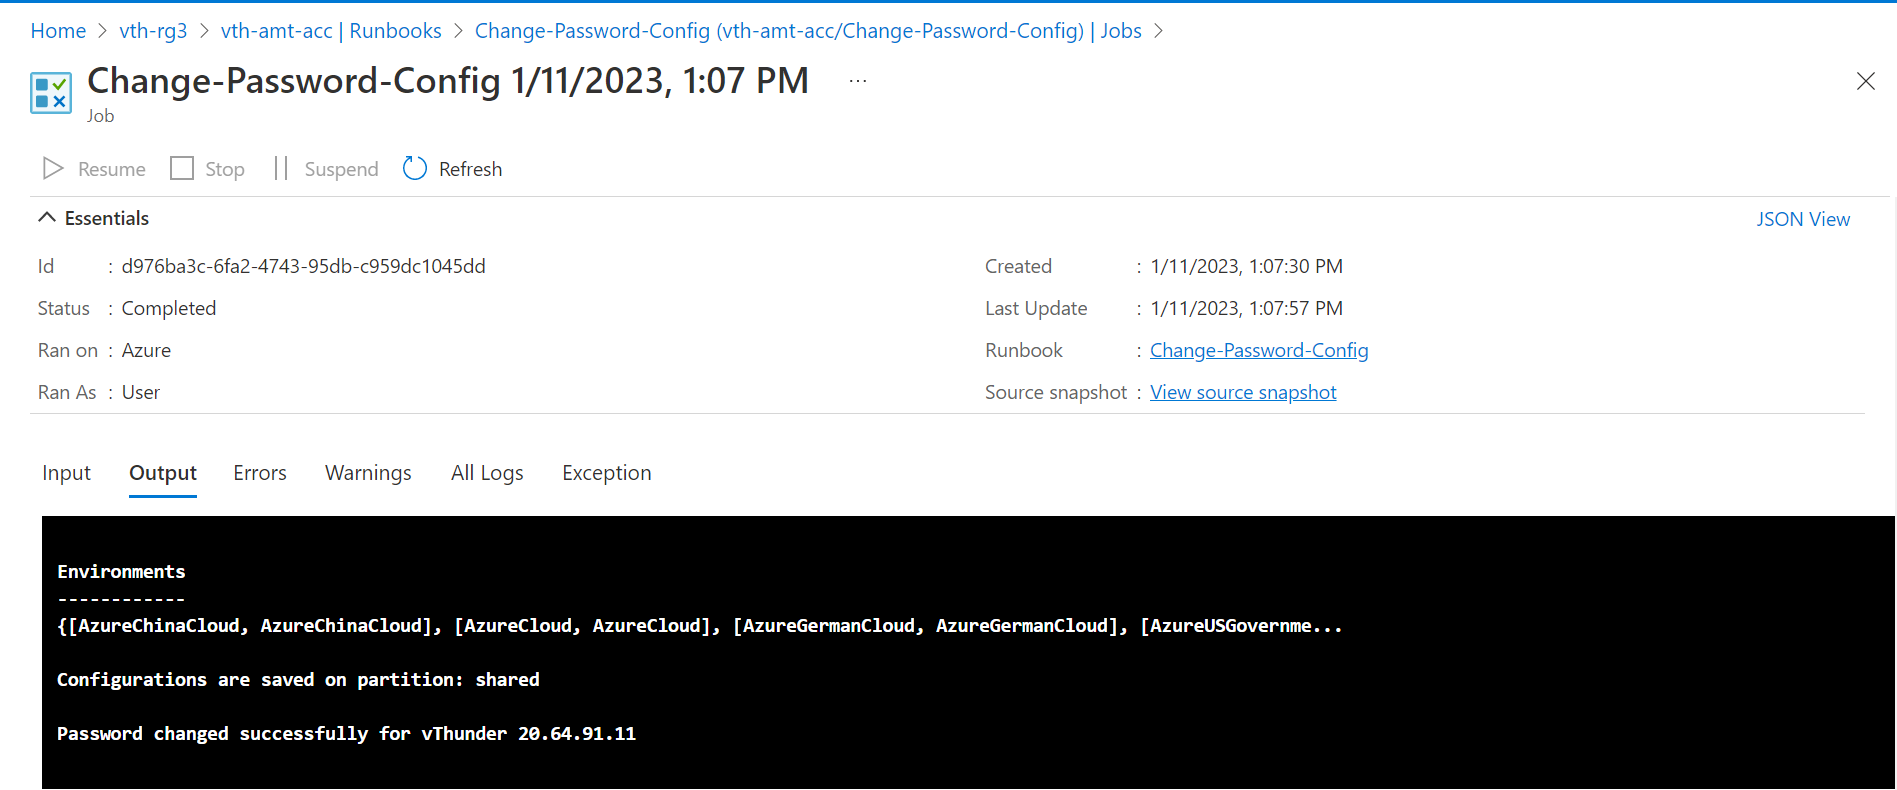 Home > vth-rg3 > vth-amt-acc | Runbooks > Change-Password-Config (vth-amt-acc/Change-Password-Config) | Jobs >
Change-Password-Config 1/11/2023, 1:07 PM ...
Job
Resume Stop Suspend Refresh
Essentials JSON View
Id : d976ba3c-6fa2-4743-95db-c959dc1045dd Created : 1/11/2023, 1:07:30 PM
Status : Completed Last Update : 1/11/2023, 1:07:57 PM
Ran on : Azure Runbook : Change-Password-Config
Ran As : User Source snapshot : View source snapshot
Input Output Errors Warnings All Logs Exception
Environments
------------
{[AzureChinaCloud, AzureChinaCloud], [AzureCloud, AzureCloud], [AzureGermanCloud, AzureGermanCloud], [AzureUSGovernme...
Configurations are saved on partition: shared
Password changed successfully for vThunder 20.64.91.11